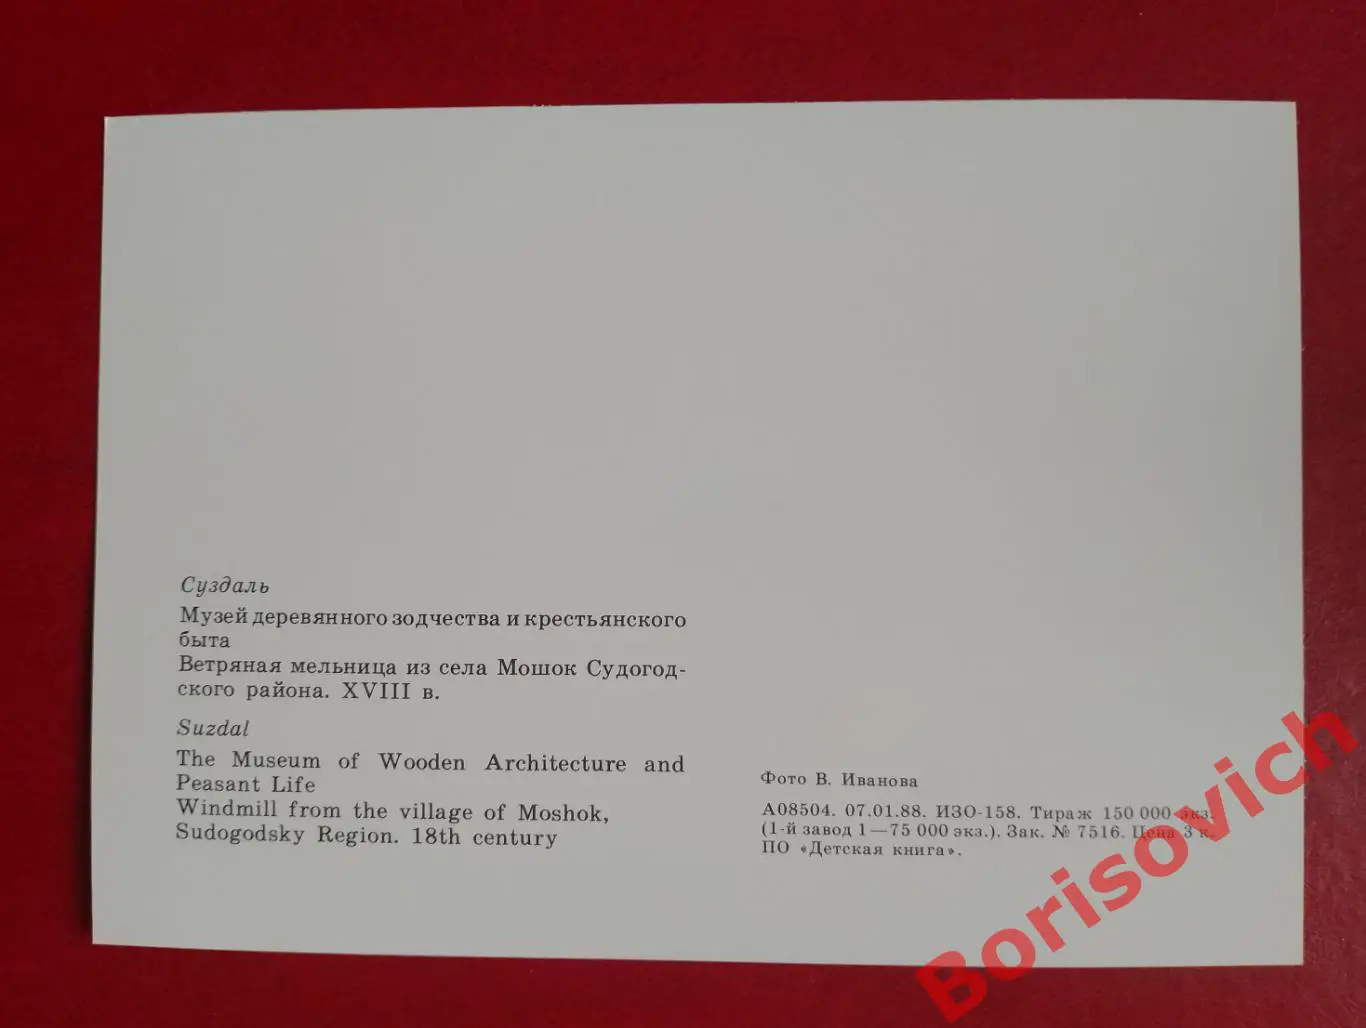 Суздаль
Музей деревянного зодчества и крестьянского
быта
Ветряная мельница из села Мошок Судогод-
ского района. XVIII в.
Suzdal
The Museum of Wooden Architecture and
Peasant Life
Windmill from the village of Moshok,
Sudogodsky Region. 18th century
Фото В. Иванова
А08504. 07.01.88. ИЗО-158. Тираж 150 000 экз.
(1-й завод 1—75 000 экз.). Зак. № 7516. Цена 3 к.
ПО «Детская книга».
Borisovich